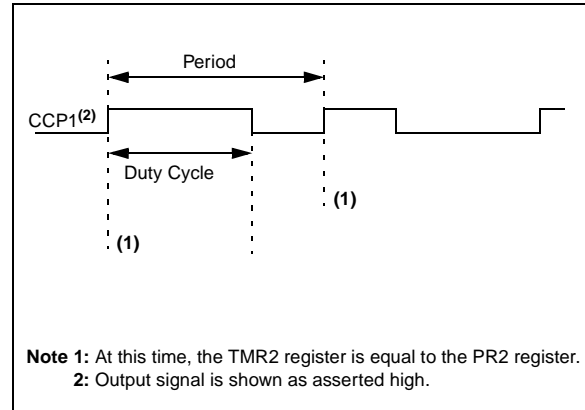 Period
CCP1(2)
Duty Cycle
(1)
(1)
Note 1: At this time, the TMR2 register is equal to the PR2 register.
2: Output signal is shown as asserted high.